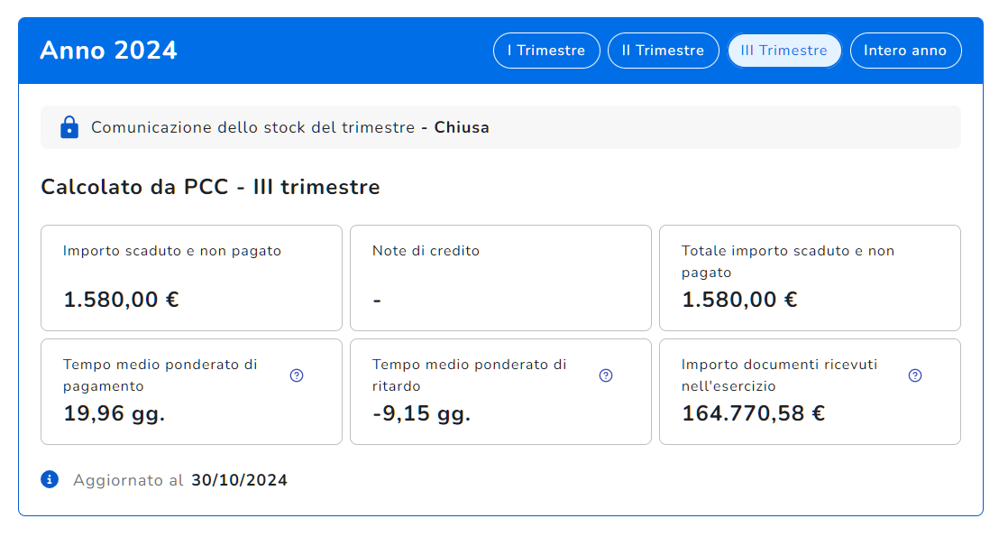 Anno 2024
I Trimestre
II Trimestre
III Trimestre
Intero anno
Comunicazione dello stock del trimestre - Chiusa
Calcolato da PCC - III trimestre
Importo scaduto e non pagato
1.580,00 €
Note di credito
-
Totale importo scaduto e non
pagato
1.580,00 €
Tempo medio ponderato di
pagamento
19,96 gg.
Tempo medio ponderato di
ritardo
-9,15 gg.
Importo documenti ricevuti
nell'esercizio
164.770,58 €
Aggiornato al 30/10/2024